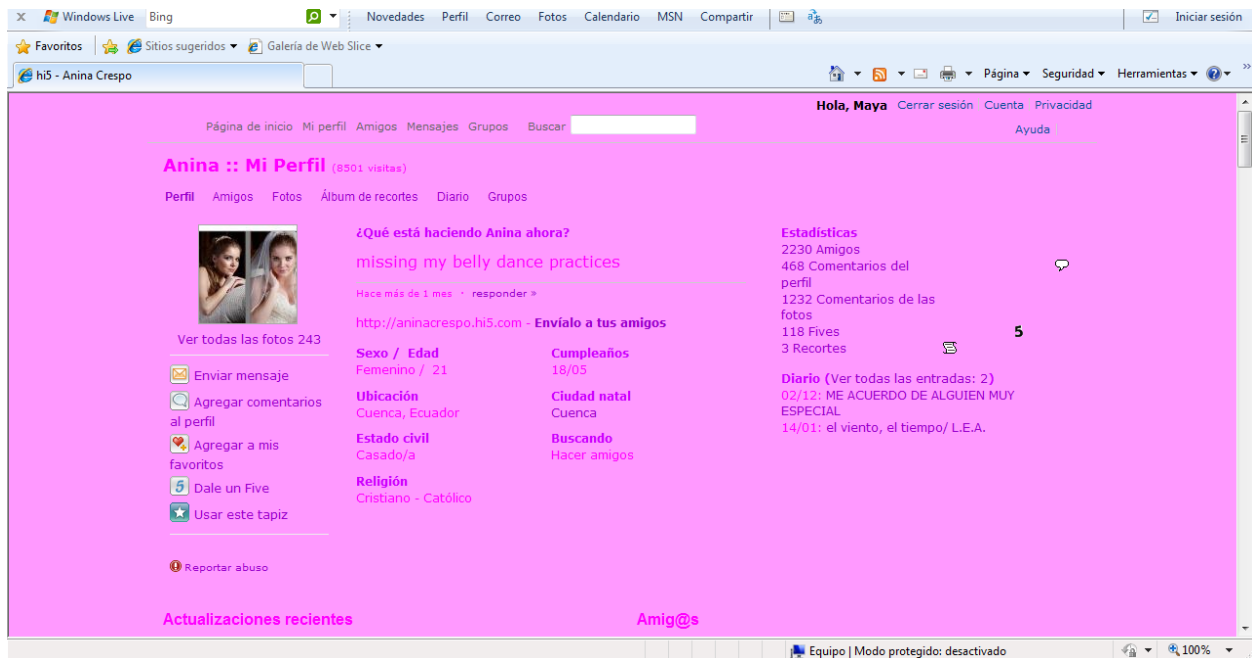 X Windows Live Bing Novedades Perfil Correo Fotos Calendario MSN Compartir Iniciar sesión
Favoritos Sitios sugeridos Galería de Web Slice
hi5 - Anina Crespo Página Seguridad Herramientas
Hola, Maya Cerrar sesión Cuenta Privacidad
Página de inicio Mi perfil Amigos Mensajes Grupos Buscar Ayuda
Anina :: Mi Perfil (8501 visitas)
Perfil Amigos Fotos Álbum de recortes Diario Grupos
Ver todas las fotos 243
Enviar mensaje
Agregar comentarios
al perfil
Agregar a mis
favoritos
5 Dale un Five
Usar este tapiz
Reportar abuso
¿Qué está haciendo Anina ahora?
missing my belly dance practices
Hace más de 1 mes · responder »
http://aninacrespo.hi5.com - Envíalo a tus amigos
Sexo / Edad Cumpleaños
Femenino / 21 18/05
Ubicación Ciudad natal
Cuenca, Ecuador Cuenca
Estado civil Buscando
Casado/a Hacer amigos
Religión
Cristiano - Católico
Estadísticas
2230 Amigos
468 Comentarios del
perfil
1232 Comentarios de las
fotos
118 Fives 5
3 Recortes
Diario (Ver todas las entradas: 2)
02/12: ME ACUERDO DE ALGUIEN MUY
ESPECIAL
14/01: el viento, el tiempo/ L.E.A.
Actualizaciones recientes Amig@s
Equipo | Modo protegido: desactivado 100%